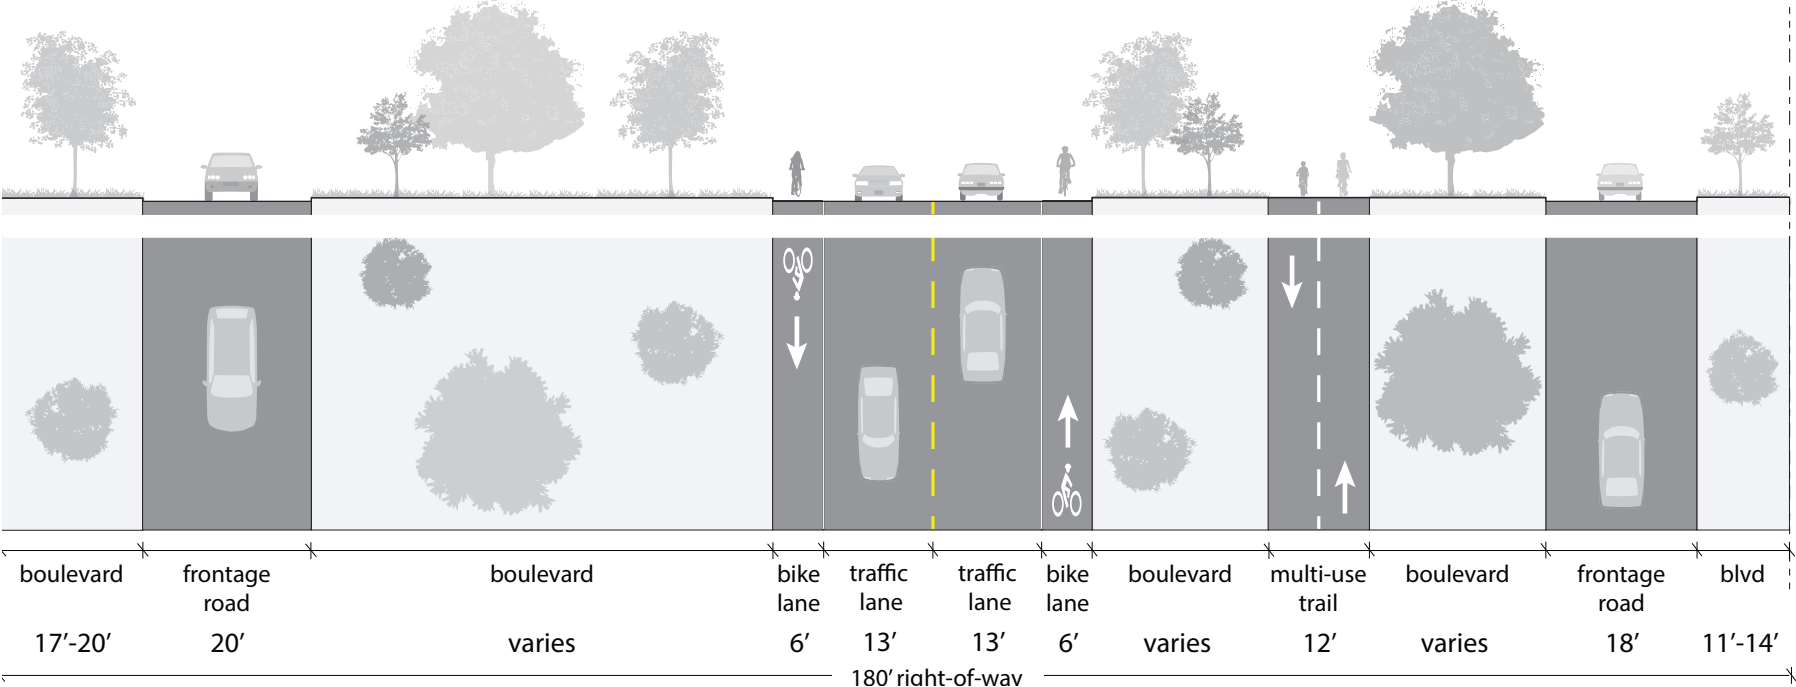 boulevard frontage boulevard bike traffic traffic bike boulevard multi-use boulevard frontage blvd
road lane lane lane lane trail road
17’-20’ 20’ varies 6’ 13’ 13’ 6’ varies 12’ varies 18’ 11’-14’
180’ right-of-way